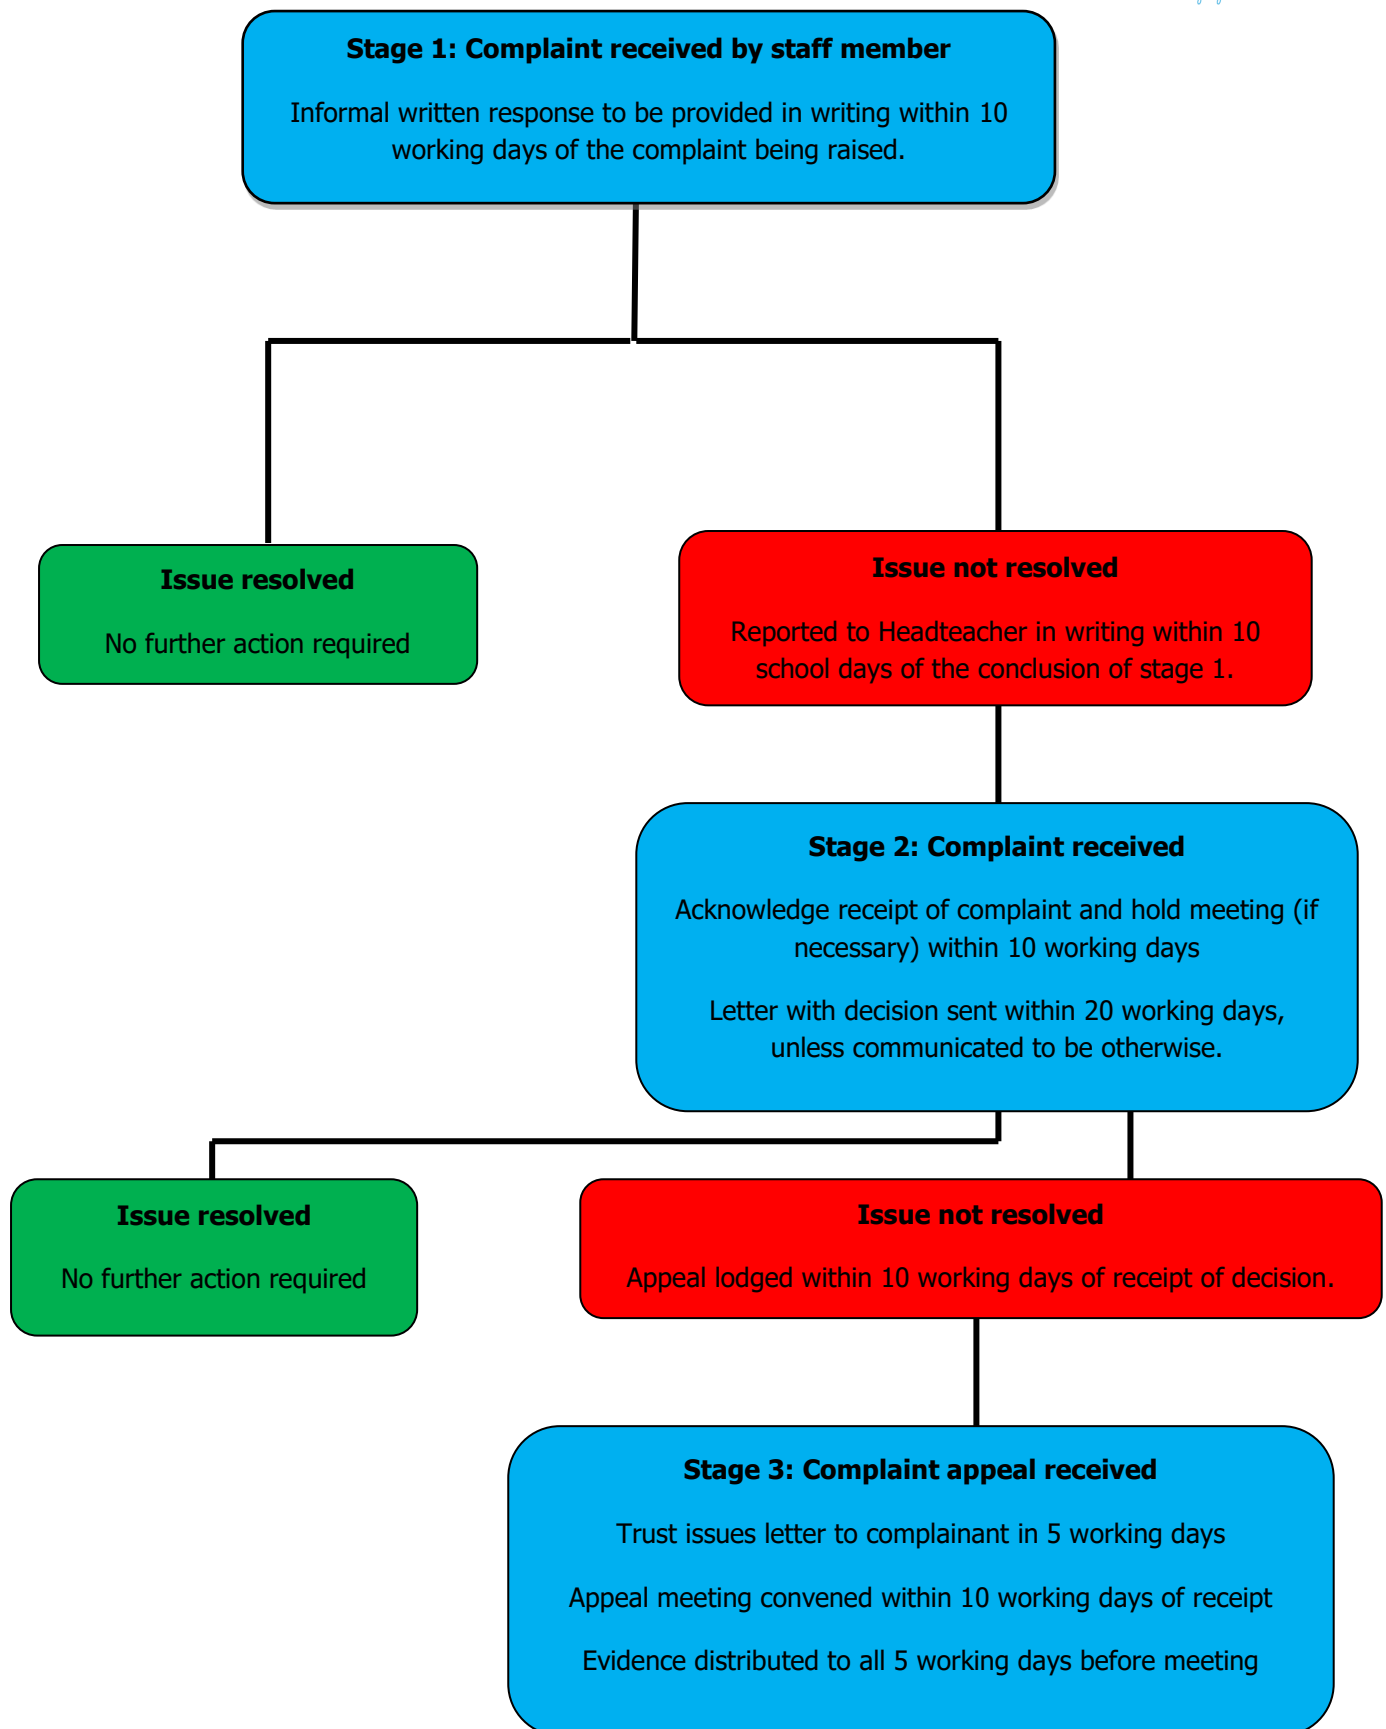 Stage 1: Complaint received by staff member
Informal written response to be provided in writing within 10
working days of the complaint being raised.
Issue resolved
No further action required
Issue not resolved
Reported to Headteacher in writing within 10
school days of the conclusion of stage 1.
Stage 2: Complaint received
Acknowledge receipt of complaint and hold meeting (if
necessary) within 10 working days
Letter with decision sent within 20 working days,
unless communicated to be otherwise.
Issue resolved
No further action required
Issue not resolved
Appeal lodged within 10 working days of receipt of decision.
Stage 3: Complaint appeal received
Trust issues letter to complainant in 5 working days
Appeal meeting convened within 10 working days of receipt
Evidence distributed to all 5 working days before meeting